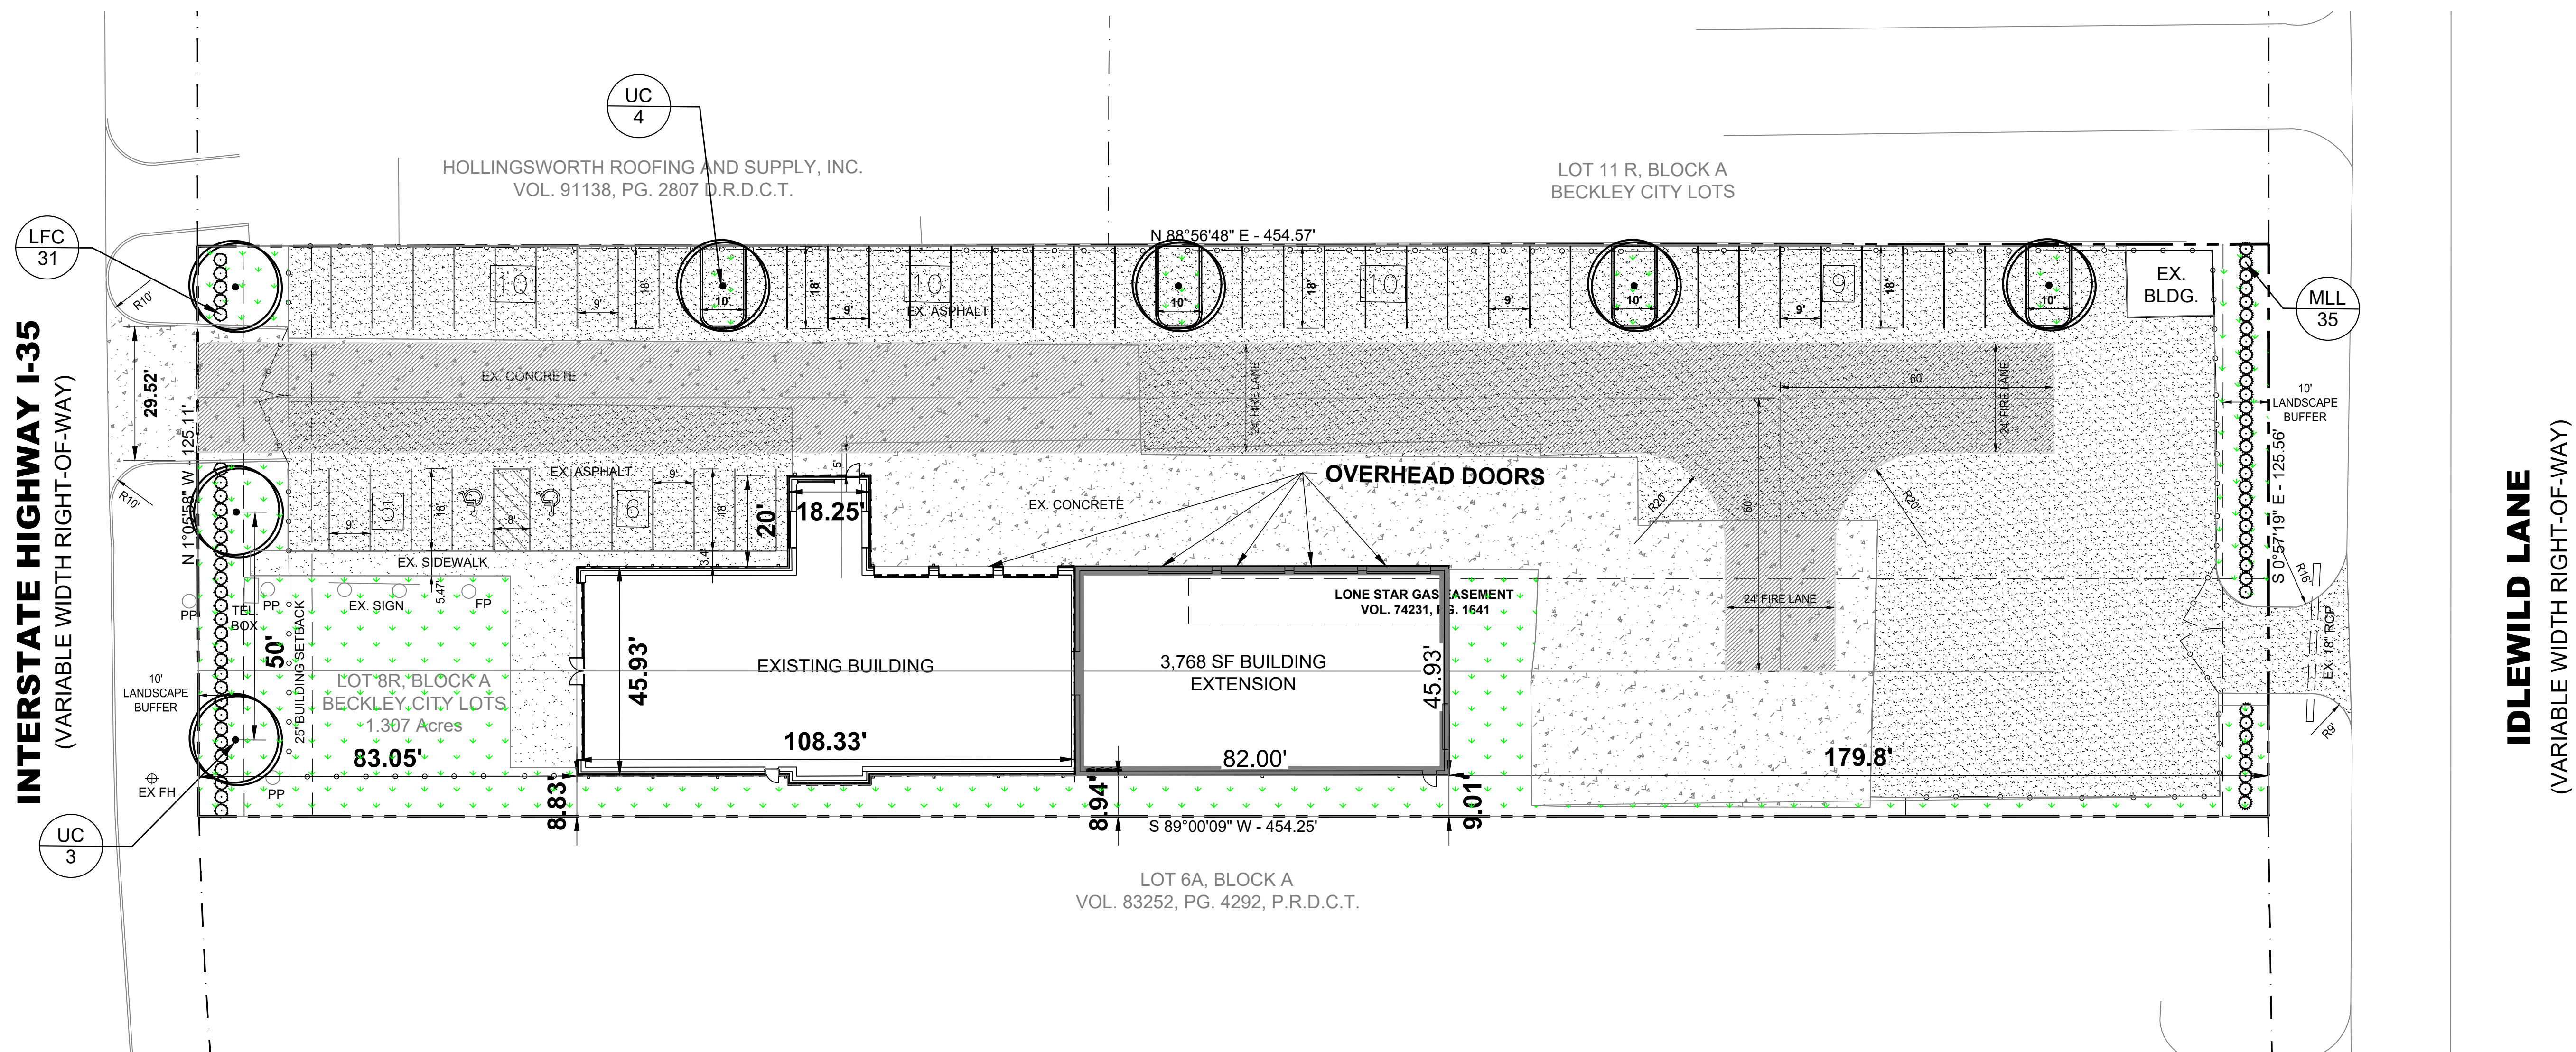 UC
4
HOLLINGSWORTH ROOFING AND SUPPLY, INC.
VOL. 91138, PG. 2807 D.R.D.C.T.
LOT 11 R, BLOCK A
BECKLEY CITY LOTS
LFC
31
N 88°56'48" E - 454.57'
R10'
10
9'
18'
10'
18'
9'
10
EX. ASPHALT
10'
18'
10
9'
10'
9'
9
18'
10'
EX.
BLDG.
MLL
35
INTERSTATE HIGHWAY I-35
(VARIABLE WIDTH RIGHT-OF-WAY)
29.52'
N 1°05'58" W - 125.11'
EX. CONCRETE
24' FIRE LANE
60'
24' FIRE LANE
10'
LANDSCAPE
BUFFER
S 0°57'19" E - 125.56'
IDLEWILD LANE
(VARIABLE WIDTH RIGHT-OF-WAY)
R10'
EX. ASPHALT
9'
5
18'
8'
6
9'
18'
20'
5'
18.25'
EX. CONCRETE
OVERHEAD DOORS
R20'
60'
R20'
EX. SIDEWALK
5.47'
3.4'
PP
TEL.
BOX
PP
EX. SIGN
FP
LONE STAR GAS EASEMENT
VOL. 74231, PG. 1641
24' FIRE LANE
R16'
EX. 18" RCP
R9'
50'
25' BUILDING SETBACK
10'
LANDSCAPE
BUFFER
LOT 8R, BLOCK A
BECKLEY CITY LOTS
1.307 Acres
83.05'
45.93'
EXISTING BUILDING
108.33'
3,768 SF BUILDING
EXTENSION
45.93'
82.00'
179.8'
EX FH
PP
8.83'
8.94'
9.01'
S 89°00'09" W - 454.25'
UC
3
LOT 6A, BLOCK A
VOL. 83252, PG. 4292, P.R.D.C.T.